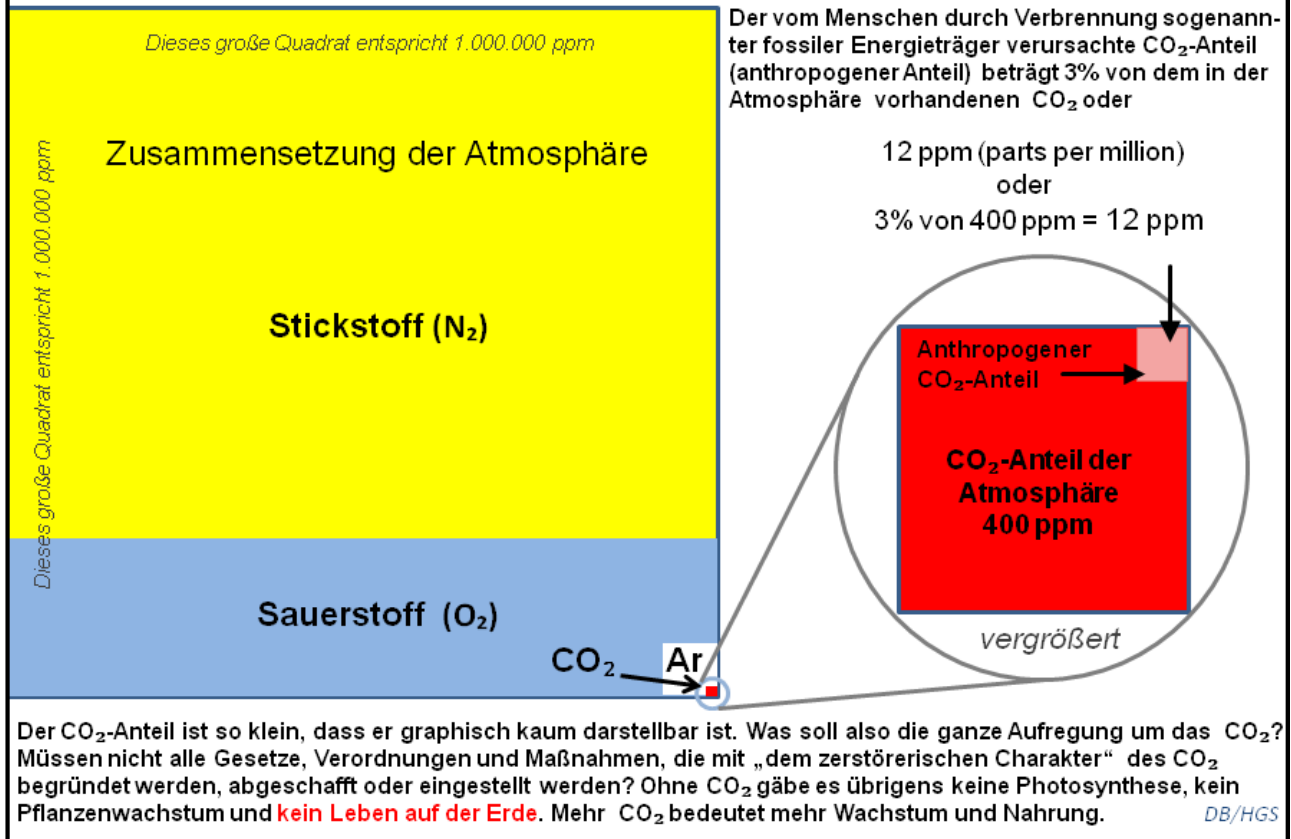 Dieses große Quadrat entspricht 1.000.000 ppm
Dieses große Quadrat entspricht 1.000.000 ppm
Zusammensetzung der Atmosphäre
Stickstoff (N₂)
Sauerstoff (O₂)
CO₂
Ar
Der vom Menschen durch Verbrennung sogenann-
ter fossiler Energieträger verursachte CO₂-Anteil
(anthropogener Anteil) beträgt 3% von dem in der
Atmosphäre vorhandenen CO₂ oder
12 ppm (parts per million)
oder
3% von 400 ppm = 12 ppm
Anthropogener
CO₂-Anteil
CO₂-Anteil der
Atmosphäre
400 ppm
vergrößert
Der CO₂-Anteil ist so klein, dass er graphisch kaum darstellbar ist. Was soll also die ganze Aufregung um das CO₂?
Müssen nicht alle Gesetze, Verordnungen und Maßnahmen, die mit „dem zerstörerischen Charakter“ des CO₂
begründet werden, abgeschafft oder eingestellt werden? Ohne CO₂ gäbe es übrigens keine Photosynthese, kein
Pflanzenwachstum und kein Leben auf der Erde. Mehr CO₂ bedeutet mehr Wachstum und Nahrung.
DB/HGS